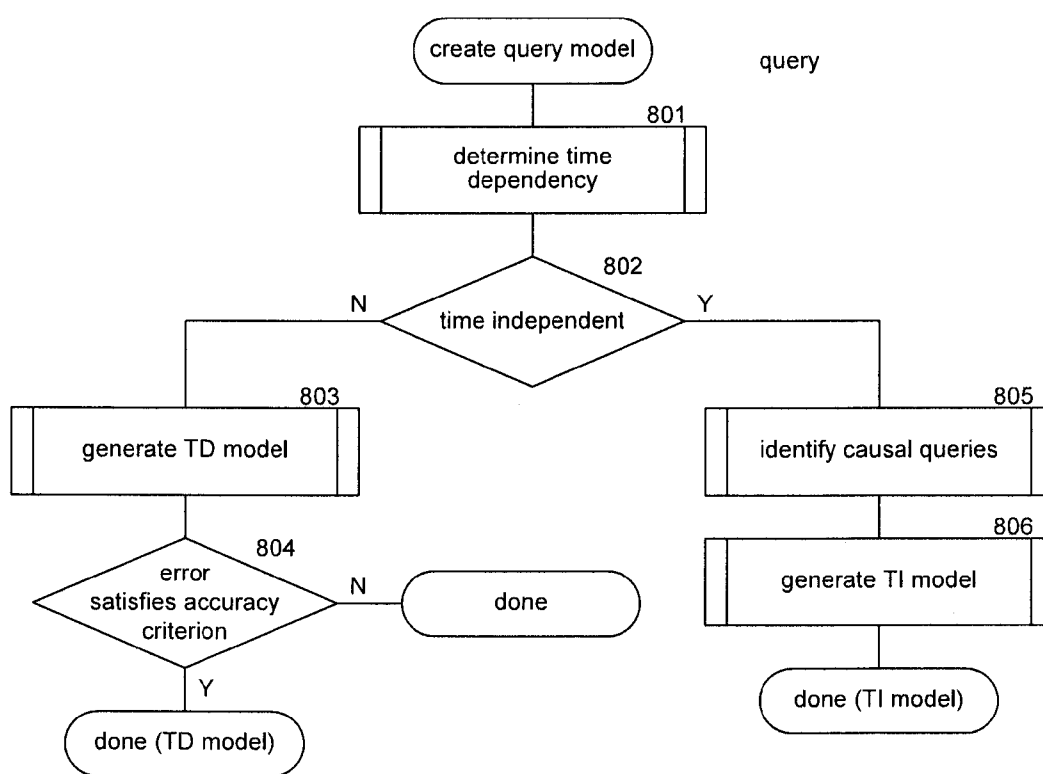 create query model
query
801
determine time
dependency
802
N
Y
time independent
803
generate TD model
805
identify causal queries
804
error
satisfies accuracy
criterion
N
done
806
generate TI model
Y
done (TD model)
done (TI model)